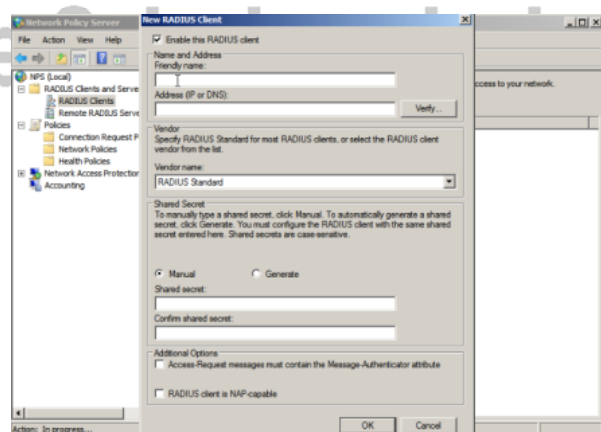 Network Policy Server
New RADIUS Client
File Action View Help
Enable this RADIUS client
Name and Address
Friendly name:
Address (IP or DNS):
Verify...
Vendor
Specify RADIUS Standard for most RADIUS clients, or select the RADIUS client
vendor from the list.
Vendor name:
RADIUS Standard
Shared Secret
To manually type a shared secret, click Manual. To automatically generate a shared
secret, click Generate. You must configure the RADIUS client with the same shared
secret entered here. Shared secrets are case-sensitive.
Manual Generate
Shared secret:
Confirm shared secret:
Additional Options
Access-Request messages must contain the Message-Authenticator attribute
RADIUS client is NAP-capable
OK Cancel
NPS (Local)
RADIUS Clients and Serve
RADIUS Clients
Remote RADIUS Serve
Policies
Connection Request P
Network Policies
Health Policies
Network Access Protection
Accounting
ccess to your network.
Action: In progress...